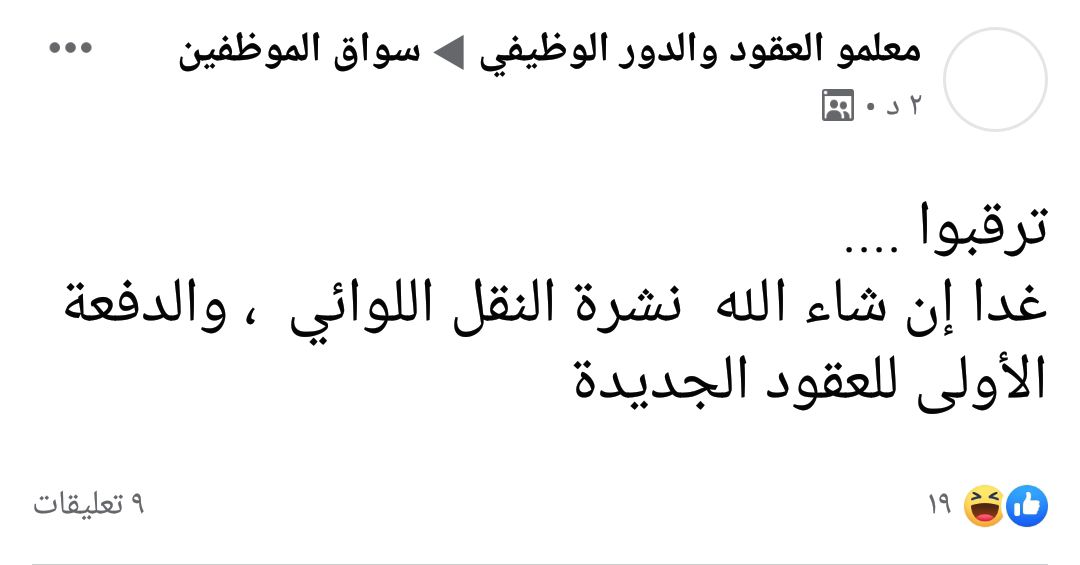 معلمو العقود والدور الوظيفي ◀ سواق الموظفين
٢ د •
ترقبوا ....
غدا إن شاء الله نشرة النقل اللوائي ، والدفعة
الأولى للعقود الجديدة
١٩
٩ تعليقات